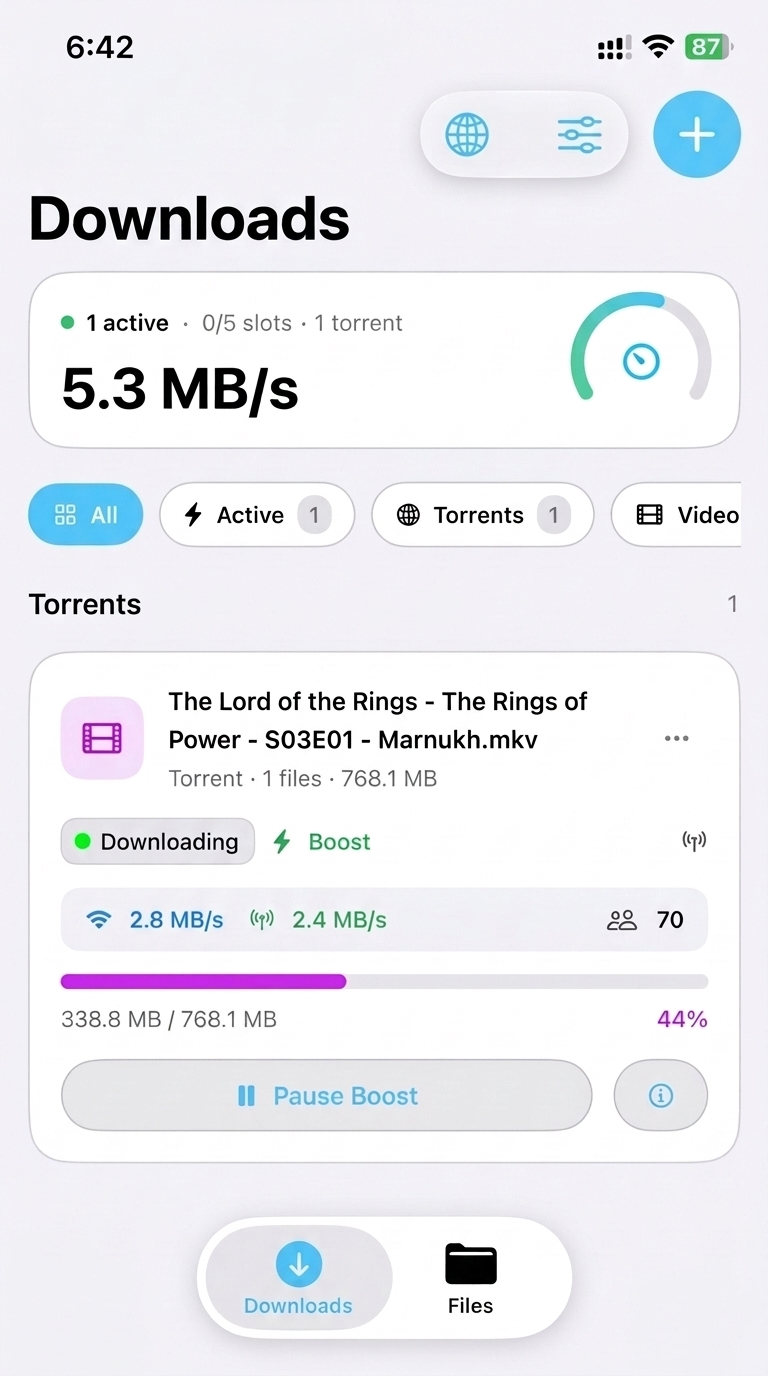 6:42
87
Downloads
1 active · 0/5 slots · 1 torrent
5.3 MB/s
All
Active 1
Torrents 1
Video
Torrents
1
The Lord of the Rings - The Rings of
Power - S03E01 - Marnukh.mkv
Torrent · 1 files · 768.1 MB
Downloading
Boost
2.8 MB/s
2.4 MB/s
70
338.8 MB / 768.1 MB
44%
Pause Boost
Downloads
Files